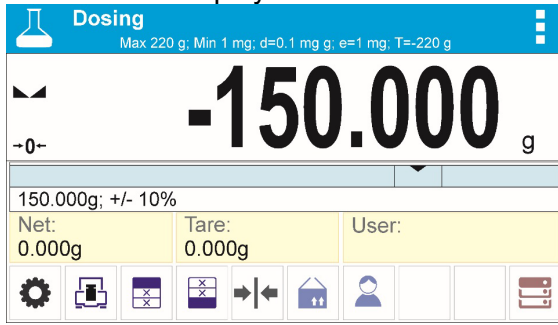 Dosing
Max 220 g; Min 1 mg; d=0.1 mg g; e=1 mg; T=-220 g
-150.000 g
→0←
150.000g; +/- 10%
Net: Tare: User:
0.000g 0.000g